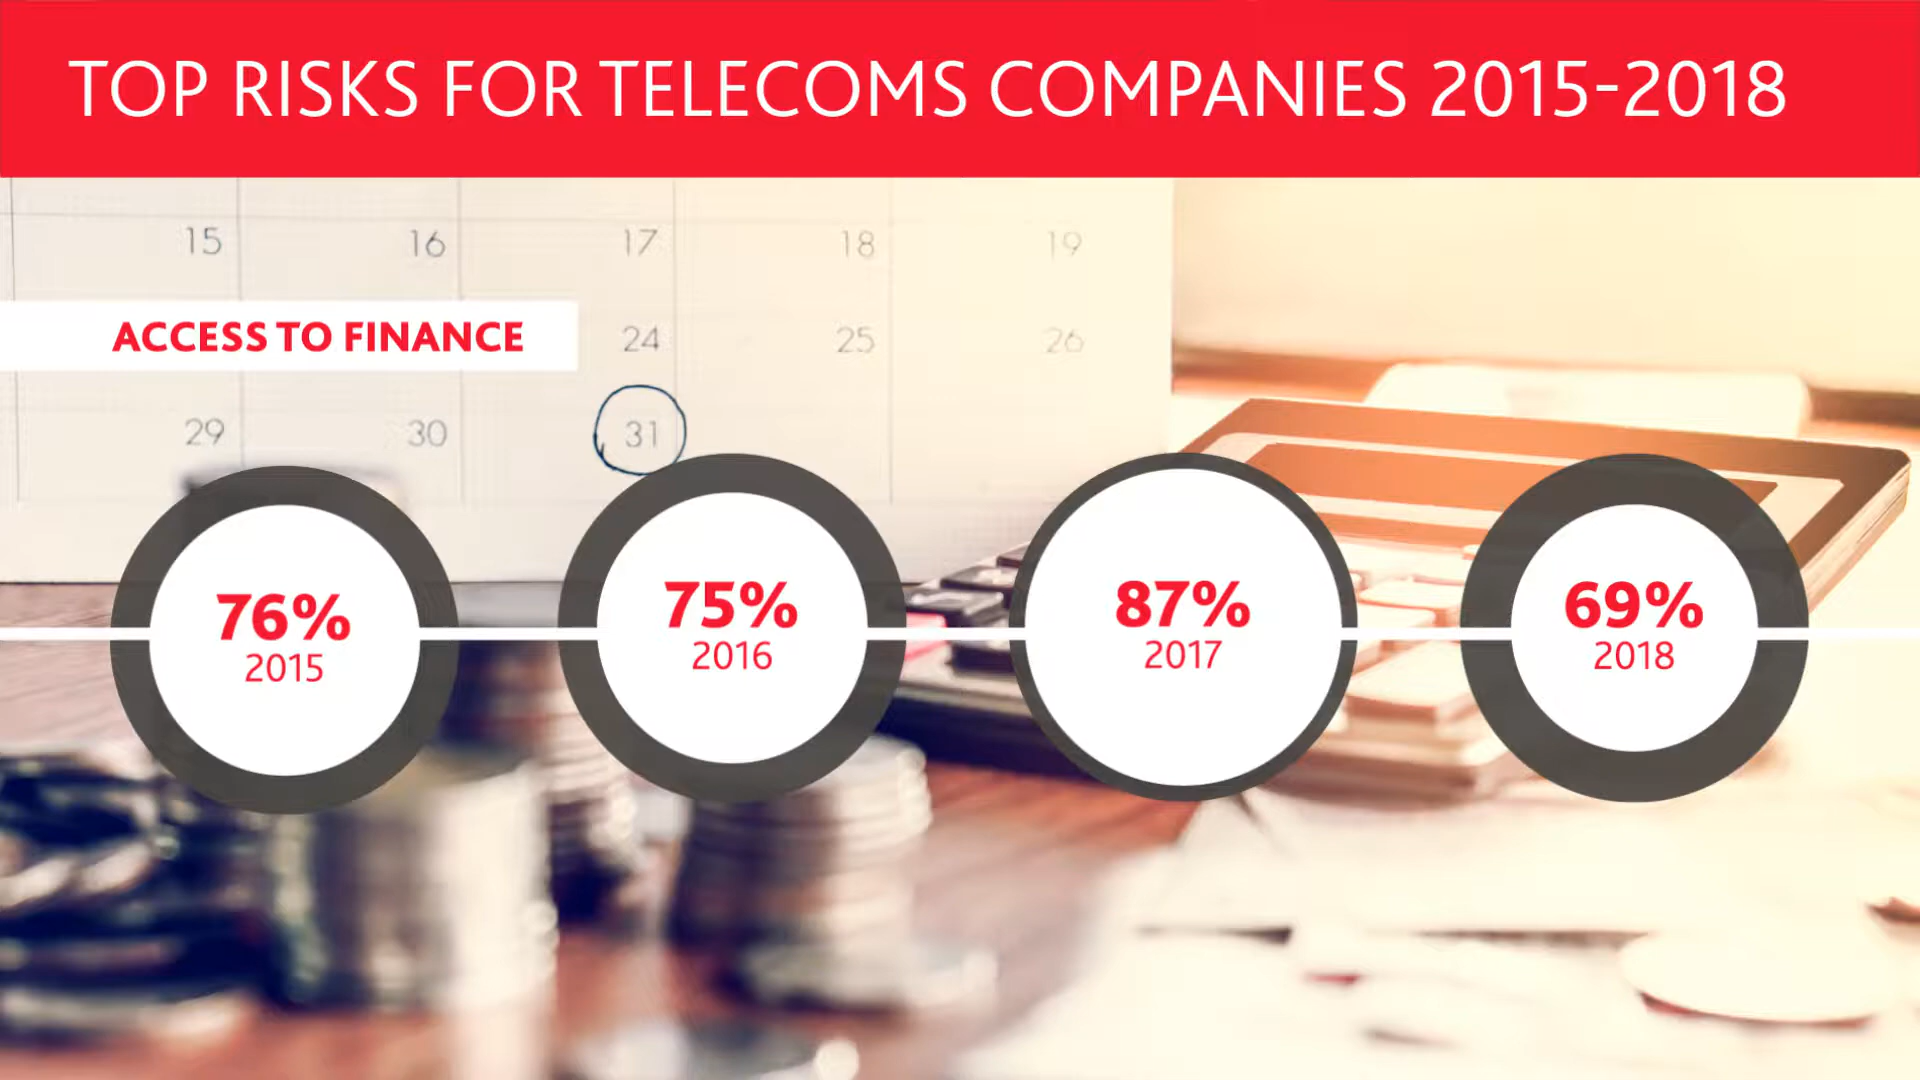 TOP RISKS FOR TELECOMS COMPANIES 2015-2018
15 16 17 18 19
ACCESS TO FINANCE
24 25 26
29 30 31
76%
2015
75%
2016
87%
2017
69%
2018